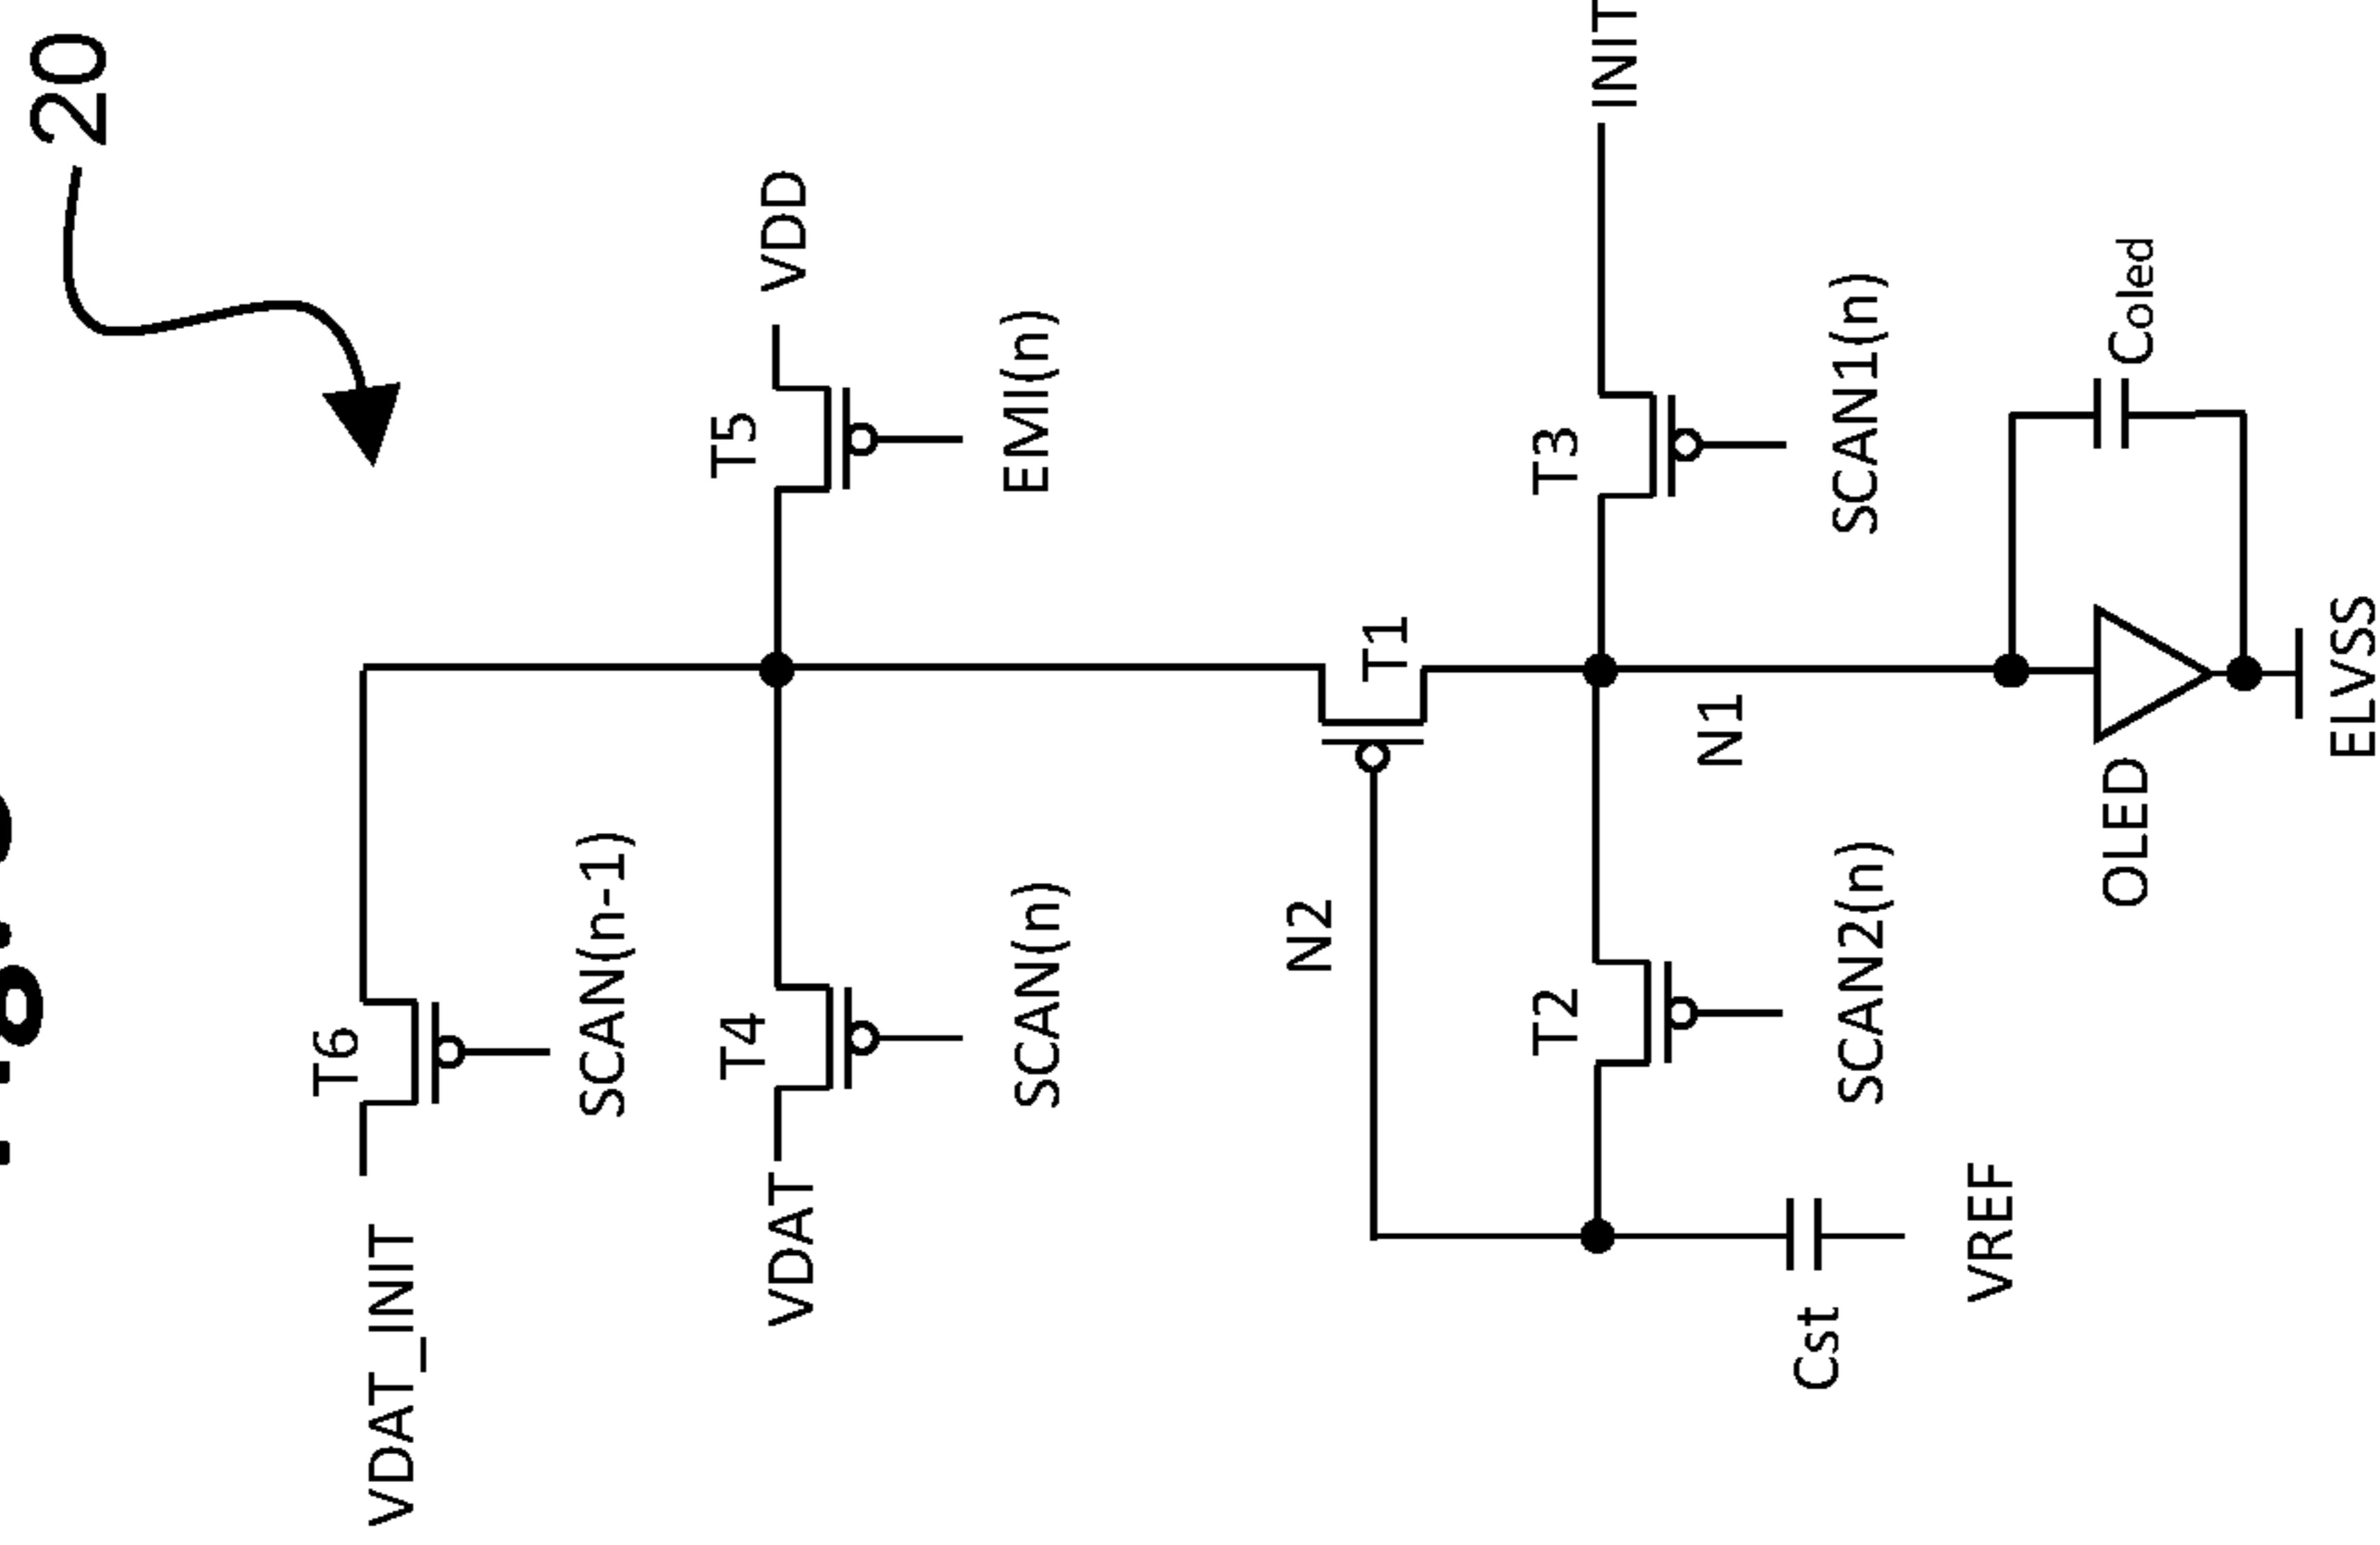 20
T6
VDAT_INIT
SCAN(n-1)
T4
T5
VDAT
VDD
SCAN(n)
EMI(n)
N2
T1
T2
T3
INIT
N1
Cst
SCAN2(n)
SCAN1(n)
VREF
OLED
Coled
ELVSS